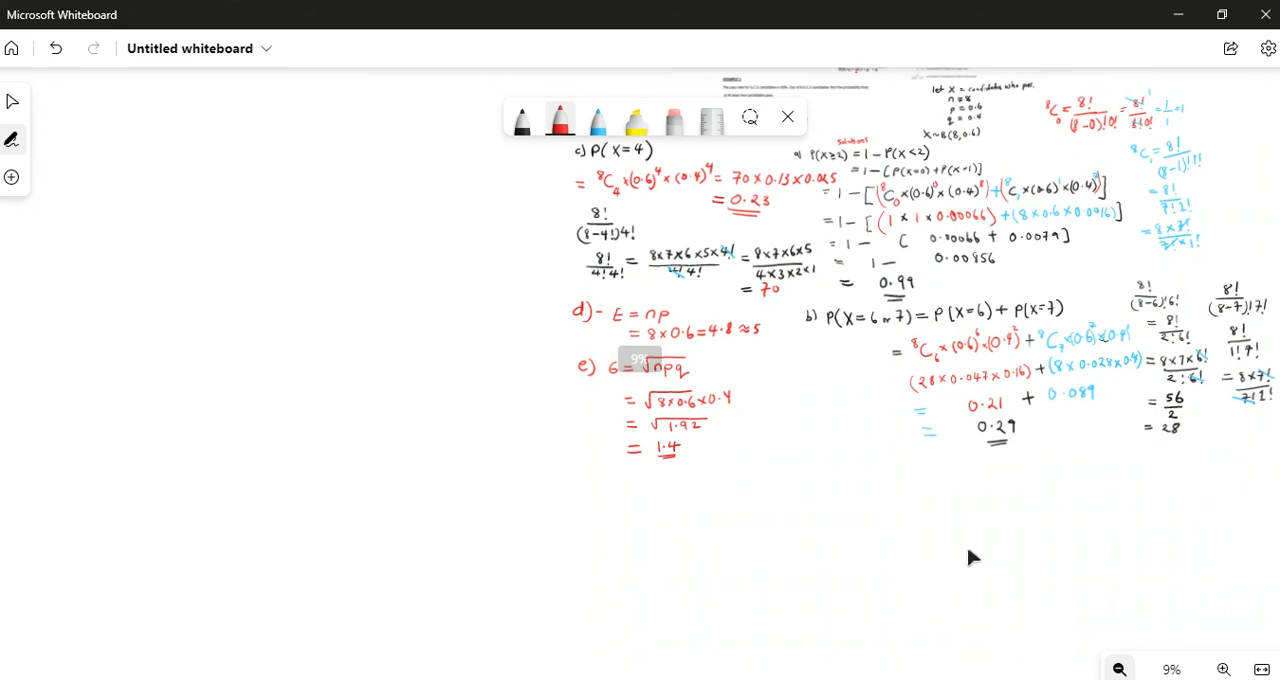 Microsoft Whiteboard
Untitled whiteboard
let X = candidates who pass.
n = 8
p = 0.6
q = 0.4
X ~ B(8, 0.6)
Solutions
a) P(X≥2) = 1 - P(X<2)
= 1 - [P(X=0) + P(X=1)]
= 1 - [(⁸C₀ × (0.6)⁰ × (0.4)⁸) + (⁸C₁ × (0.6)¹ × (0.4)⁷)]
= 1 - [(1 × 1 × 0.00066) + (8 × 0.6 × 0.0016)]
= 1 - [ 0.00066 + 0.0079]
= 1 - 0.00856
= 0.99
⁸C₀ = 8!/(8-0)!0! = 8!/8!0! = 1/1 = 1
⁸C₁ = 8!/(8-1)!1!
= 8!/7!1!
= 8×7!/7!×1!
b) P(X = 6 or 7) = P(X=6) + P(X=7)
= ⁸C₆ × (0.6)⁶ × (0.4)² + ⁸C₇ × (0.6)⁷ × (0.4)¹
(28 × 0.047 × 0.16) + (8 × 0.028 × 0.4)
= 0.21 + 0.089
= 0.29
8!/(8-6)!6!
= 8!/2!6!
= 8×7×6!/2!6!
= 56/2
= 28
8!/(8-7)!7!
8!/1!7!
= 8×7!/7!1!
c) P(X=4)
= ⁸C₄ × (0.6)⁴ × (0.4)⁴ = 70 × 0.13 × 0.025
= 0.23
8!/(8-4!)4!
8!/4!4! = 8×7×6×5×4!/4!4! = 8×7×6×5/4×3×2×1
= 70
d) - E = np
= 8 × 0.6 = 4.8 ≈ 5
e) σ = √npq
= √8×0.6×0.4
= √1.92
= 1.4
9%
9%